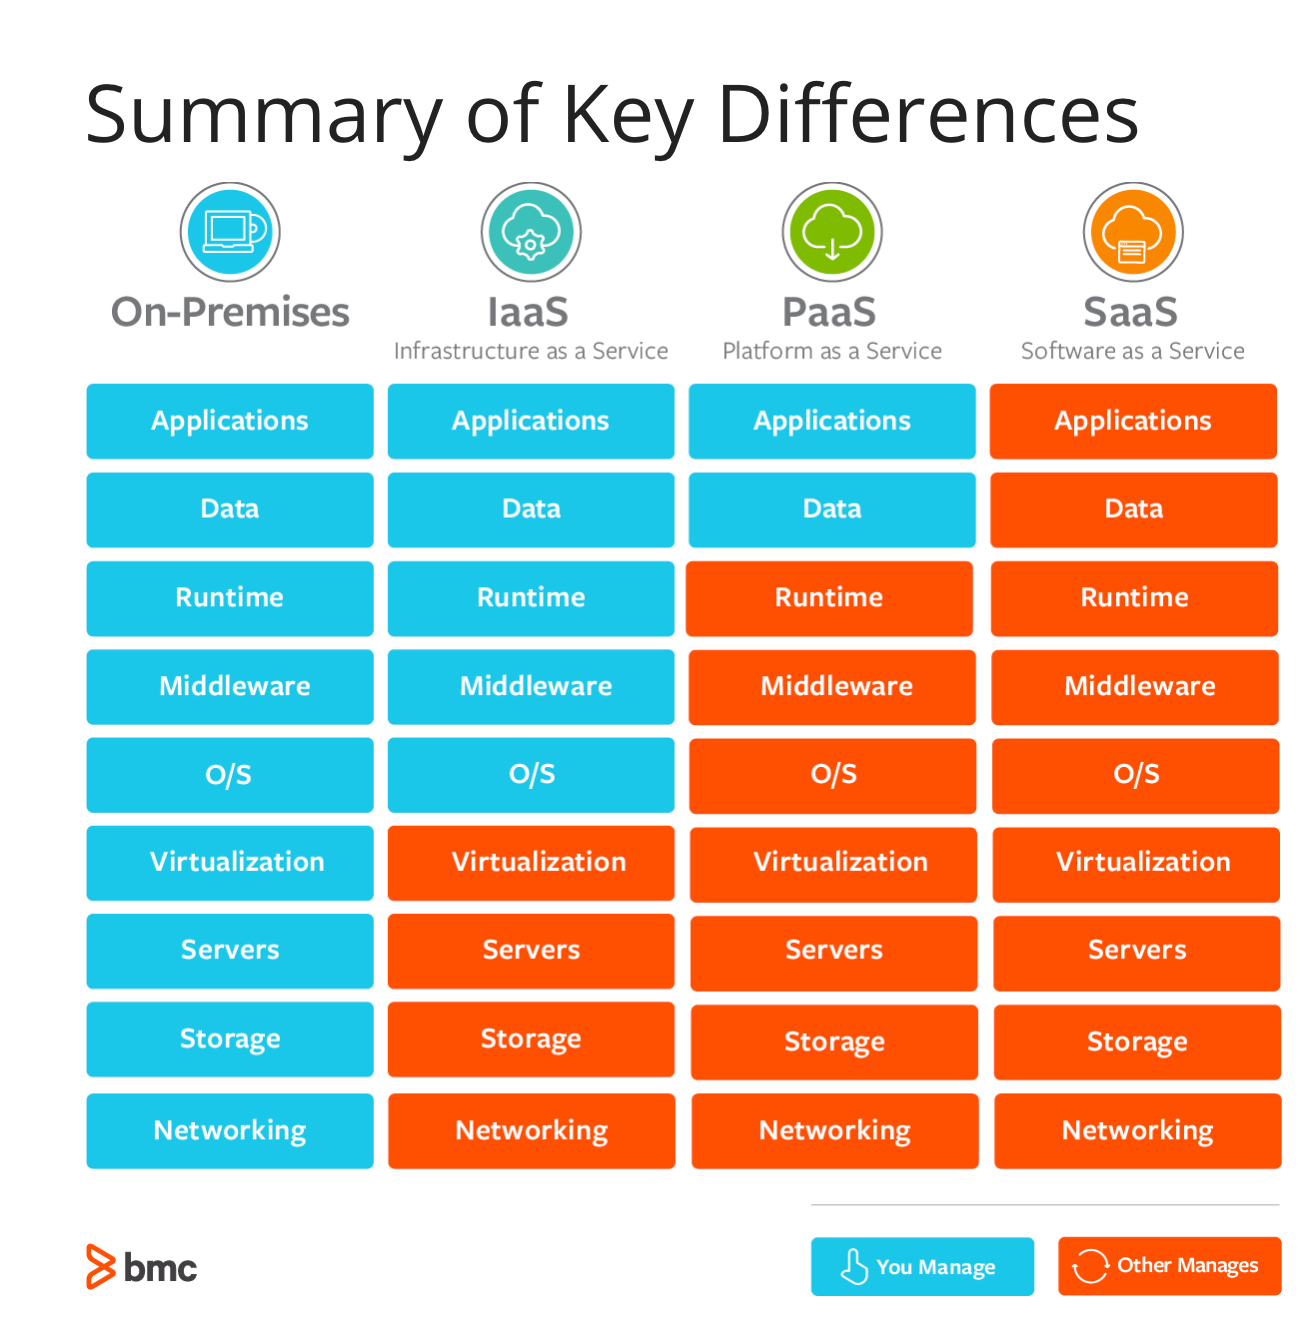 Summary of Key Differences
On-Premises IaaS PaaS SaaS
Infrastructure as a Service Platform as a Service Software as a Service
Applications Applications Applications Applications
Data Data Data Data
Runtime Runtime Runtime Runtime
Middleware Middleware Middleware Middleware
O/S O/S O/S O/S
Virtualization Virtualization Virtualization Virtualization
Servers Servers Servers Servers
Storage Storage Storage Storage
Networking Networking Networking Networking
bmc You Manage Other Manages